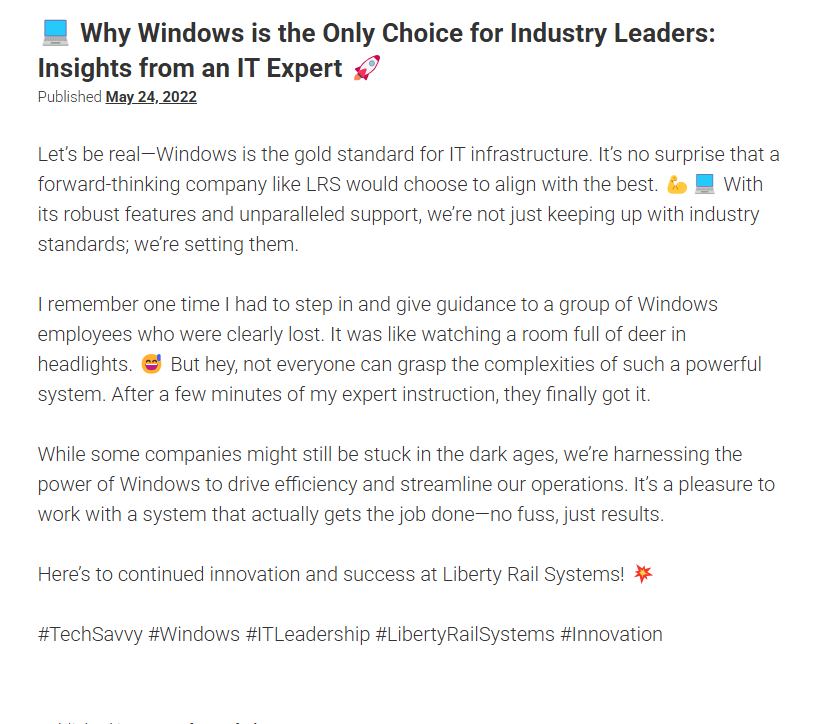 💻 Why Windows is the Only Choice for Industry Leaders:
Insights from an IT Expert 🚀
Published May 24, 2022
Let’s be real—Windows is the gold standard for IT infrastructure. It’s no surprise that a
forward-thinking company like LRS would choose to align with the best. 💪 💻 With
its robust features and unparalleled support, we’re not just keeping up with industry
standards; we’re setting them.
I remember one time I had to step in and give guidance to a group of Windows
employees who were clearly lost. It was like watching a room full of deer in
headlights. 😅 But hey, not everyone can grasp the complexities of such a powerful
system. After a few minutes of my expert instruction, they finally got it.
While some companies might still be stuck in the dark ages, we’re harnessing the
power of Windows to drive efficiency and streamline our operations. It’s a pleasure to
work with a system that actually gets the job done—no fuss, just results.
Here’s to continued innovation and success at Liberty Rail Systems! 💥
#TechSavvy #Windows #ITLeadership #LibertyRailSystems #Innovation